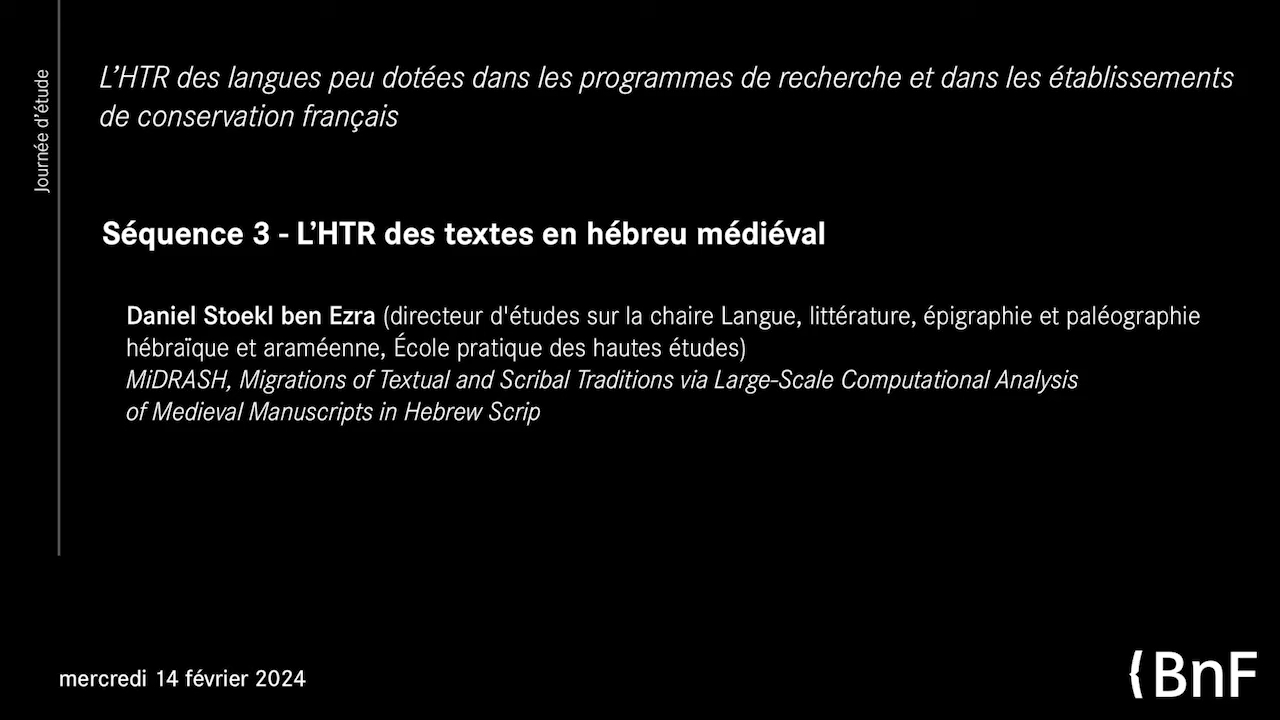 Journée d'étude
L'HTR des langues peu dotées dans les programmes de recherche et dans les établissements
de conservation français
Séquence 3 - L'HTR des textes en hébreu médiéval
Daniel Stoekl ben Ezra (directeur d'études sur la chaire Langue, littérature, épigraphie et paléographie
hébraïque et araméenne, École pratique des hautes études)
MiDRASH, Migrations of Textual and Scribal Traditions via Large-Scale Computational Analysis
of Medieval Manuscripts in Hebrew Scrip
mercredi 14 février 2024
{BnF